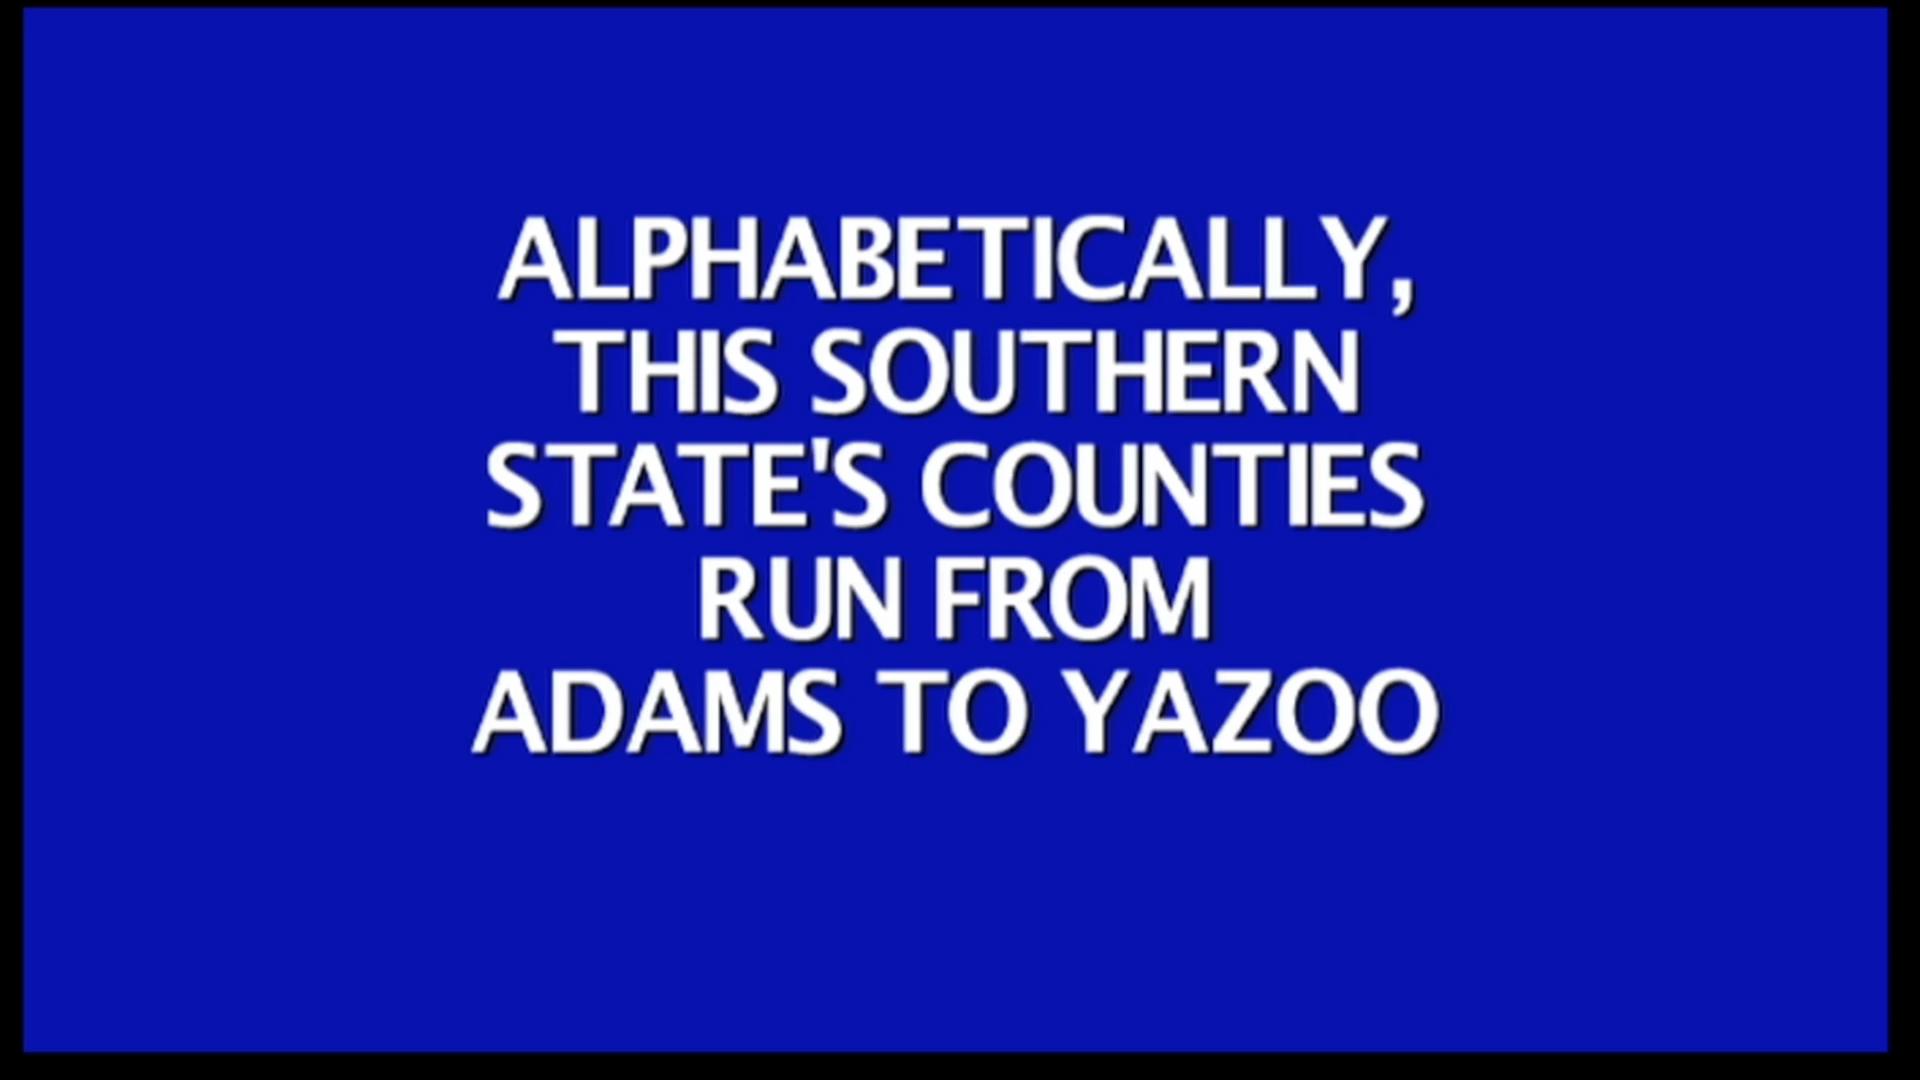 ALPHABETICALLY,
THIS SOUTHERN
STATE'S COUNTIES
RUN FROM
ADAMS TO YAZOO